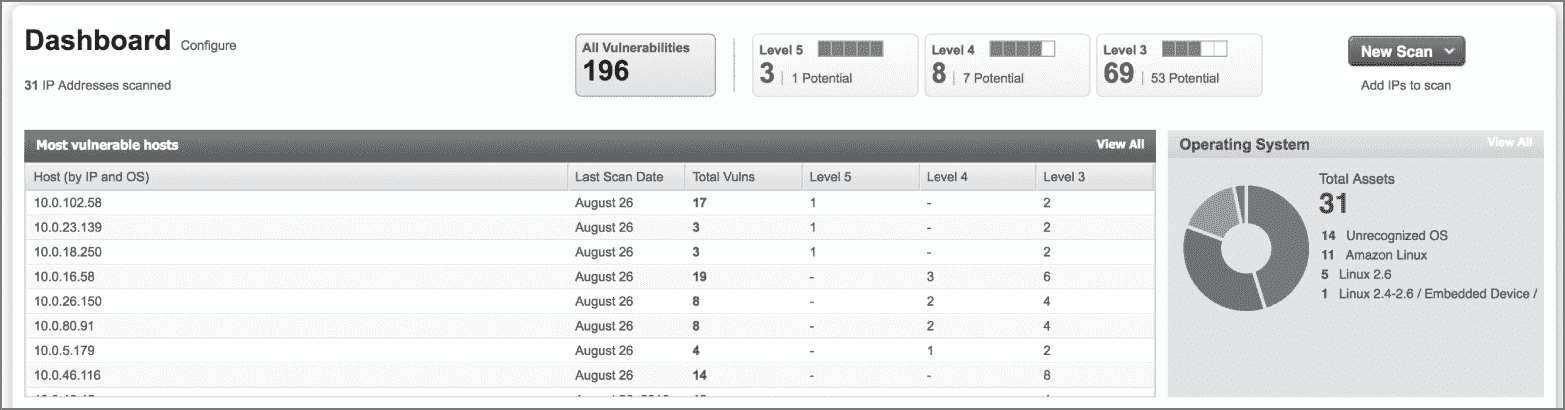 Dashboard Configure
31 IP Addresses scanned
All Vulnerabilities
196
Level 5
3 | 1 Potential
Level 4
8 | 7 Potential
Level 3
69 | 53 Potential
New Scan
Add IPs to scan
Most vulnerable hosts View All
Host (by IP and OS) Last Scan Date Total Vulns Level 5 Level 4 Level 3
10.0.102.58 August 26 17 1 - 2
10.0.23.139 August 26 3 1 - 2
10.0.18.250 August 26 3 1 - 2
10.0.16.58 August 26 19 - 3 6
10.0.26.150 August 26 8 - 2 4
10.0.80.91 August 26 8 - 2 4
10.0.5.179 August 26 4 - 1 2
10.0.46.116 August 26 14 - - 8
Operating System View All
Total Assets
31
14 Unrecognized OS
11 Amazon Linux
5 Linux 2.6
1 Linux 2.4-2.6 / Embedded Device /